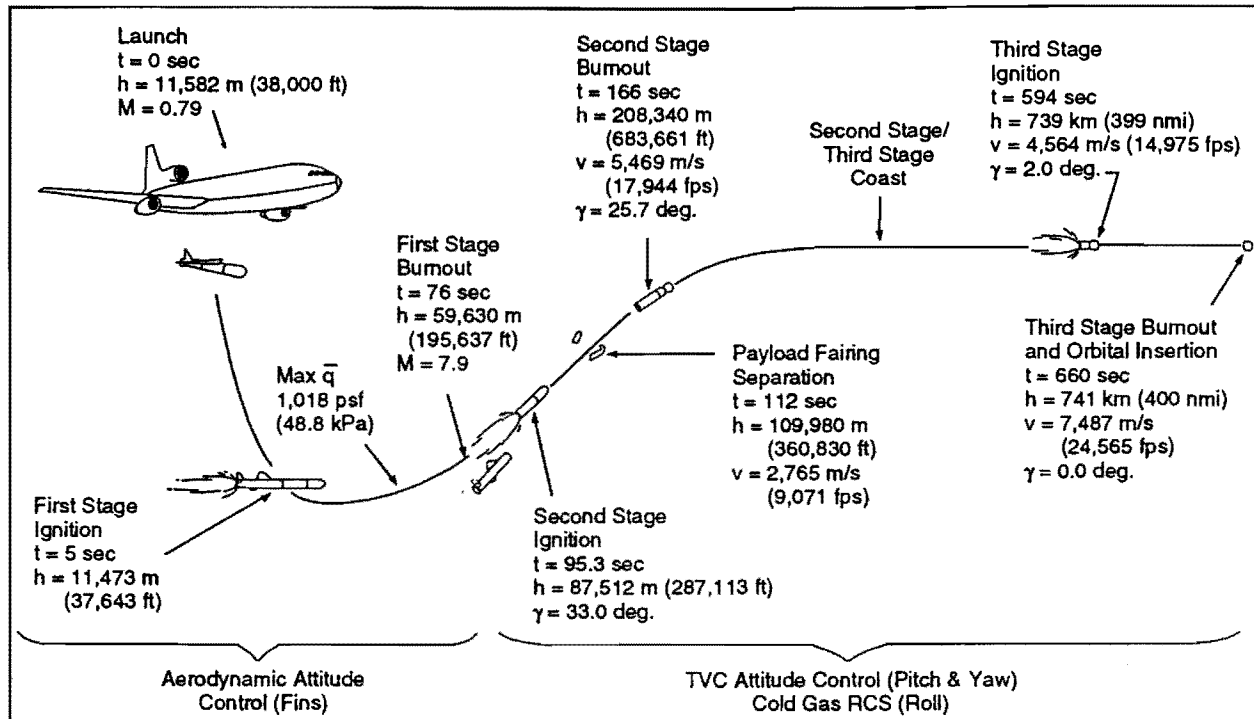 Launch
t = 0 sec
h = 11,582 m (38,000 ft)
M = 0.79
Second Stage
Burnout
t = 166 sec
h = 208,340 m
(683,661 ft)
v = 5,469 m/s
(17,944 fps)
γ = 25.7 deg.
Third Stage
Ignition
t = 594 sec
h = 739 km (399 nmi)
v = 4,564 m/s (14,975 fps)
γ = 2.0 deg.
Second Stage/
Third Stage
Coast
First Stage
Burnout
t = 76 sec
h = 59,630 m
(195,637 ft)
M = 7.9
Max q̅
1,018 psf
(48.8 kPa)
Payload Fairing
Separation
t = 112 sec
h = 109,980 m
(360,830 ft)
v = 2,765 m/s
(9,071 fps)
Third Stage Burnout
and Orbital Insertion
t = 660 sec
h = 741 km (400 nmi)
v = 7,487 m/s
(24,565 fps)
γ = 0.0 deg.
First Stage
Ignition
t = 5 sec
h = 11,473 m
(37,643 ft)
Second Stage
Ignition
t = 95.3 sec
h = 87,512 m (287,113 ft)
γ = 33.0 deg.
Aerodynamic Attitude
Control (Fins)
TVC Attitude Control (Pitch & Yaw)
Cold Gas RCS (Roll)